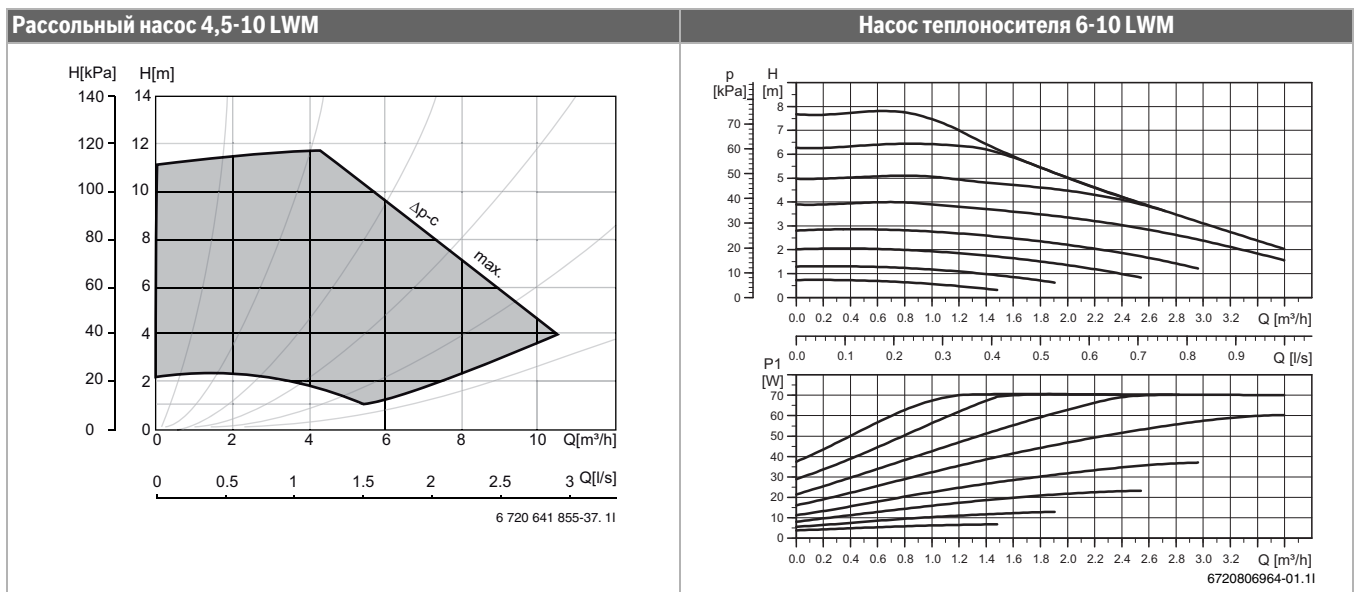 Рассольный насос 4,5-10 LWM
H[kPa] H[m]
140 14
120 12
100 10
80 8
60 6
40 4
20 2
0 0
Δp-c
max.
0 2 4 6 8 10 Q[m³/h]
0 0.5 1 1.5 2 2.5 3 Q[l/s]
6 720 641 855-37. 1I
Насос теплоносителя 6-10 LWM
p H
[kPa] [m]
8
70 7
60 6
50 5
40 4
30 3
20 2
10 1
0 0
0.0 0.2 0.4 0.6 0.8 1.0 1.2 1.4 1.6 1.8 2.0 2.2 2.4 2.6 2.8 3.0 3.2 Q [m³/h]
0.0 0.1 0.2 0.3 0.4 0.5 0.6 0.7 0.8 0.9 Q [l/s]
P1
[W]
70
60
50
40
30
20
10
0
0.0 0.2 0.4 0.6 0.8 1.0 1.2 1.4 1.6 1.8 2.0 2.2 2.4 2.6 2.8 3.0 3.2 Q [m³/h]
6720806964-01.1I